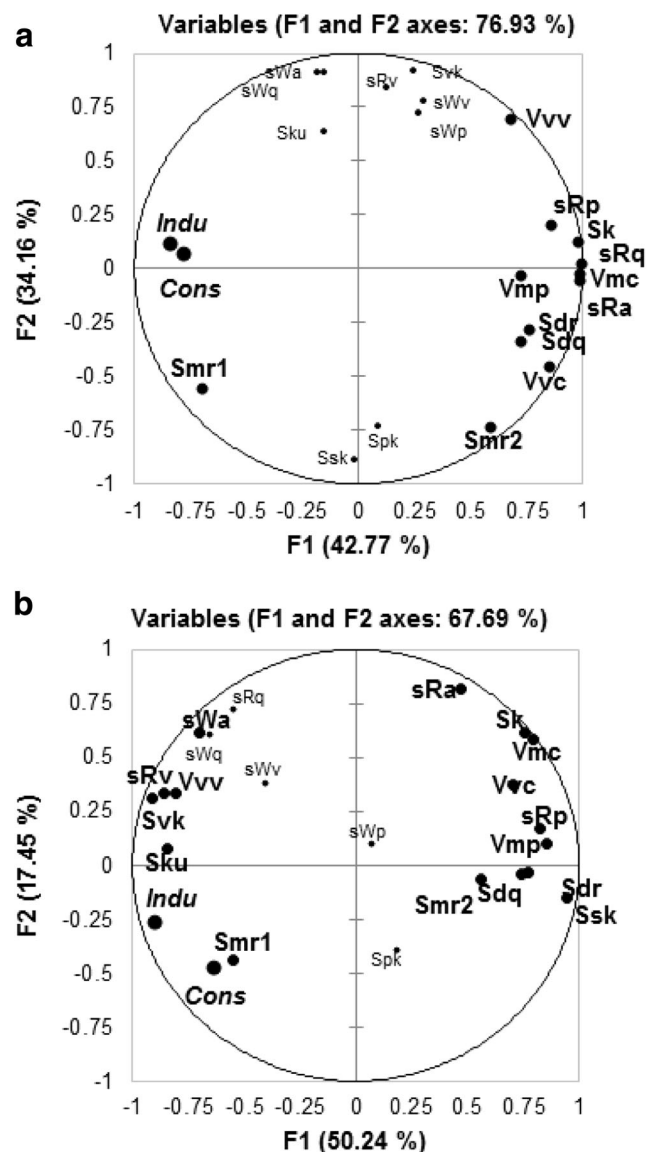 a
Variables (F1 and F2 axes: 76.93 %)
1
sWa
Svk
sWq
sRv
sWv
0.75
sWp
Vvv
Sku
0.5
0.25
Indu
sRp
Sk
sRq
0
Cons
Vmp
Vmc
sRa
-0.25
Sdr
Sdq
Smr1
Vvc
-0.5
-0.75
Ssk
Spk
Smr2
-1
F2 (34.16 %)
-1 -0.75 -0.5 -0.25 0 0.25 0.5 0.75 1
F1 (42.77 %)
b
Variables (F1 and F2 axes: 67.69 %)
1
sRa
0.75
sRq
sWa
Sk
sWq
Vmc
0.5
sWv
sRv Vvv
Vvc
0.25
Svk
sRp
sWp
Vmp
Sku
0
Smr2 Sdq Sdr
Indu
Ssk
-0.25
Smr1
Spk
-0.5
Cons
-0.75
-1
F2 (17.45 %)
-1 -0.75 -0.5 -0.25 0 0.25 0.5 0.75 1
F1 (50.24 %)